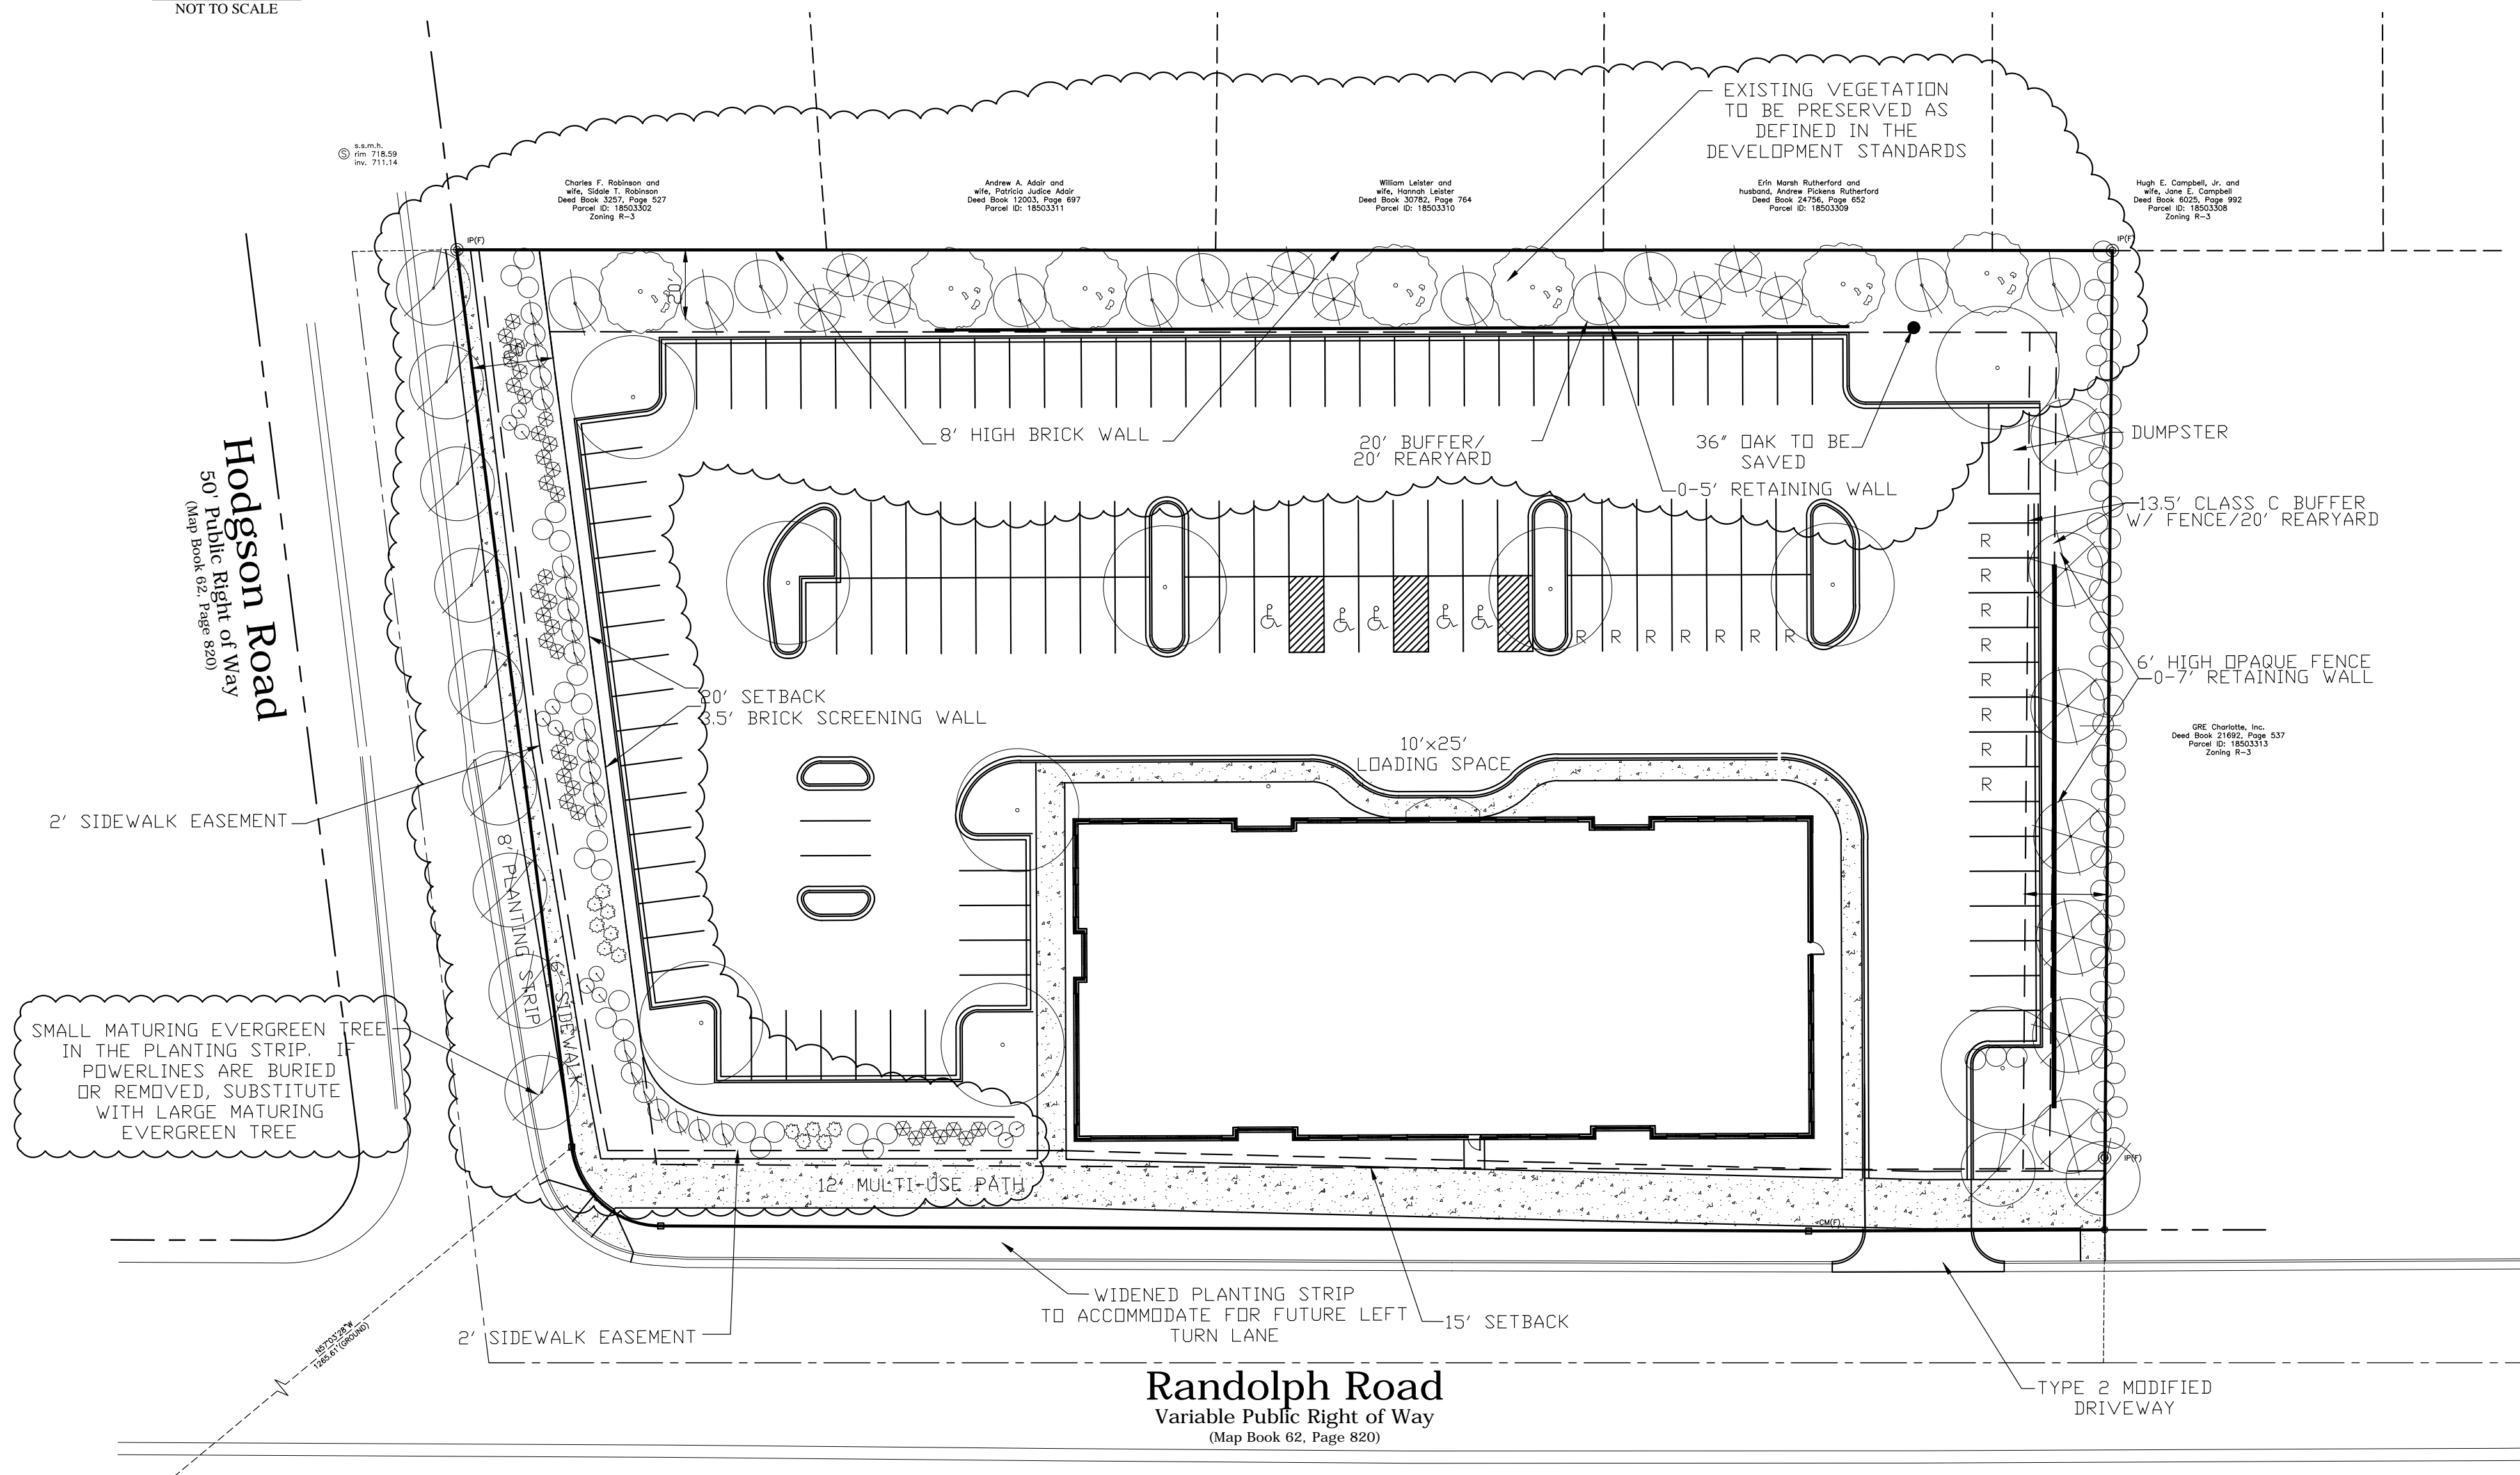 NOT TO SCALE
s.s.m.h.
S rim 718.59
inv. 711.14
EXISTING VEGETATION
TO BE PRESERVED AS
DEFINED IN THE
DEVELOPMENT STANDARDS
Charles F. Robinson and
wife, Sidale T. Robinson
Deed Book 3257, Page 527
Parcel ID: 18503302
Zoning R-3
Andrew A. Adair and
wife, Patricia Judice Adair
Deed Book 12003, Page 697
Parcel ID: 18503311
William Leister and
wife, Hannah Leister
Deed Book 30782, Page 764
Parcel ID: 18503310
Erin Marsh Rutherford and
husband, Andrew Pickens Rutherford
Deed Book 24756, Page 652
Parcel ID: 18503309
Hugh E. Campbell, Jr. and
wife, Jane E. Campbell
Deed Book 6025, Page 992
Parcel ID: 18503308
Zoning R-3
IP(F)
IP(F)
20'
8' HIGH BRICK WALL
20' BUFFER/
20' REARYARD
36" OAK TO BE
SAVED
0-5' RETAINING WALL
DUMPSTER
13.5' CLASS C BUFFER
W/ FENCE/20' REARYARD
Hodgson Road
50' Public Right of Way
(Map Book 62, Page 820)
R
R
R
R
R
R
R
R
R R R R R R R
6' HIGH OPAQUE FENCE
0-7' RETAINING WALL
20' SETBACK
3.5' BRICK SCREENING WALL
GRE Charlotte, Inc.
Deed Book 21692, Page 537
Parcel ID: 18503313
Zoning R-3
10'x25'
LOADING SPACE
2' SIDEWALK EASEMENT
8' PLANTING STRIP
6' SIDEWALK
SMALL MATURING EVERGREEN TREE
IN THE PLANTING STRIP. IF
POWERLINES ARE BURIED
OR REMOVED, SUBSTITUTE
WITH LARGE MATURING
EVERGREEN TREE
IP(F)
12' MULTI-USE PATH
CM(F)
WIDENED PLANTING STRIP
TO ACCOMMODATE FOR FUTURE LEFT
TURN LANE
15' SETBACK
2' SIDEWALK EASEMENT
N57°03'28"W
1265.61'(GROUND)
Randolph Road
Variable Public Right of Way
(Map Book 62, Page 820)
TYPE 2 MODIFIED
DRIVEWAY